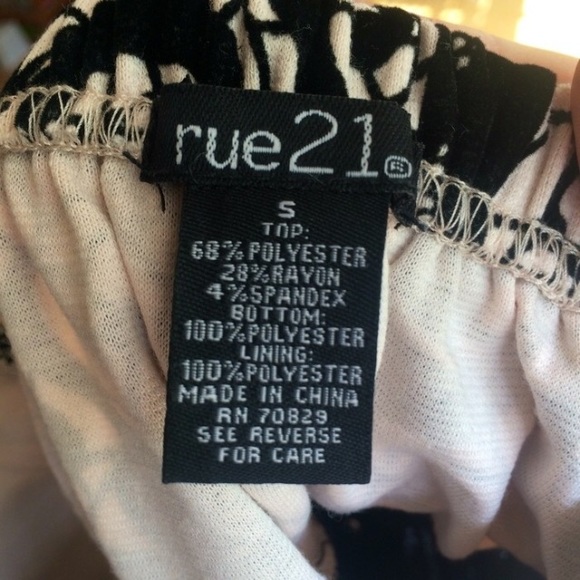 rue21®
S
TOP:
68%POLYESTER
28%RAYON
4%SPANDEX
BOTTOM:
100%POLYESTER
LINING:
100%POLYESTER
MADE IN CHINA
RN 70829
SEE REVERSE
FOR CARE